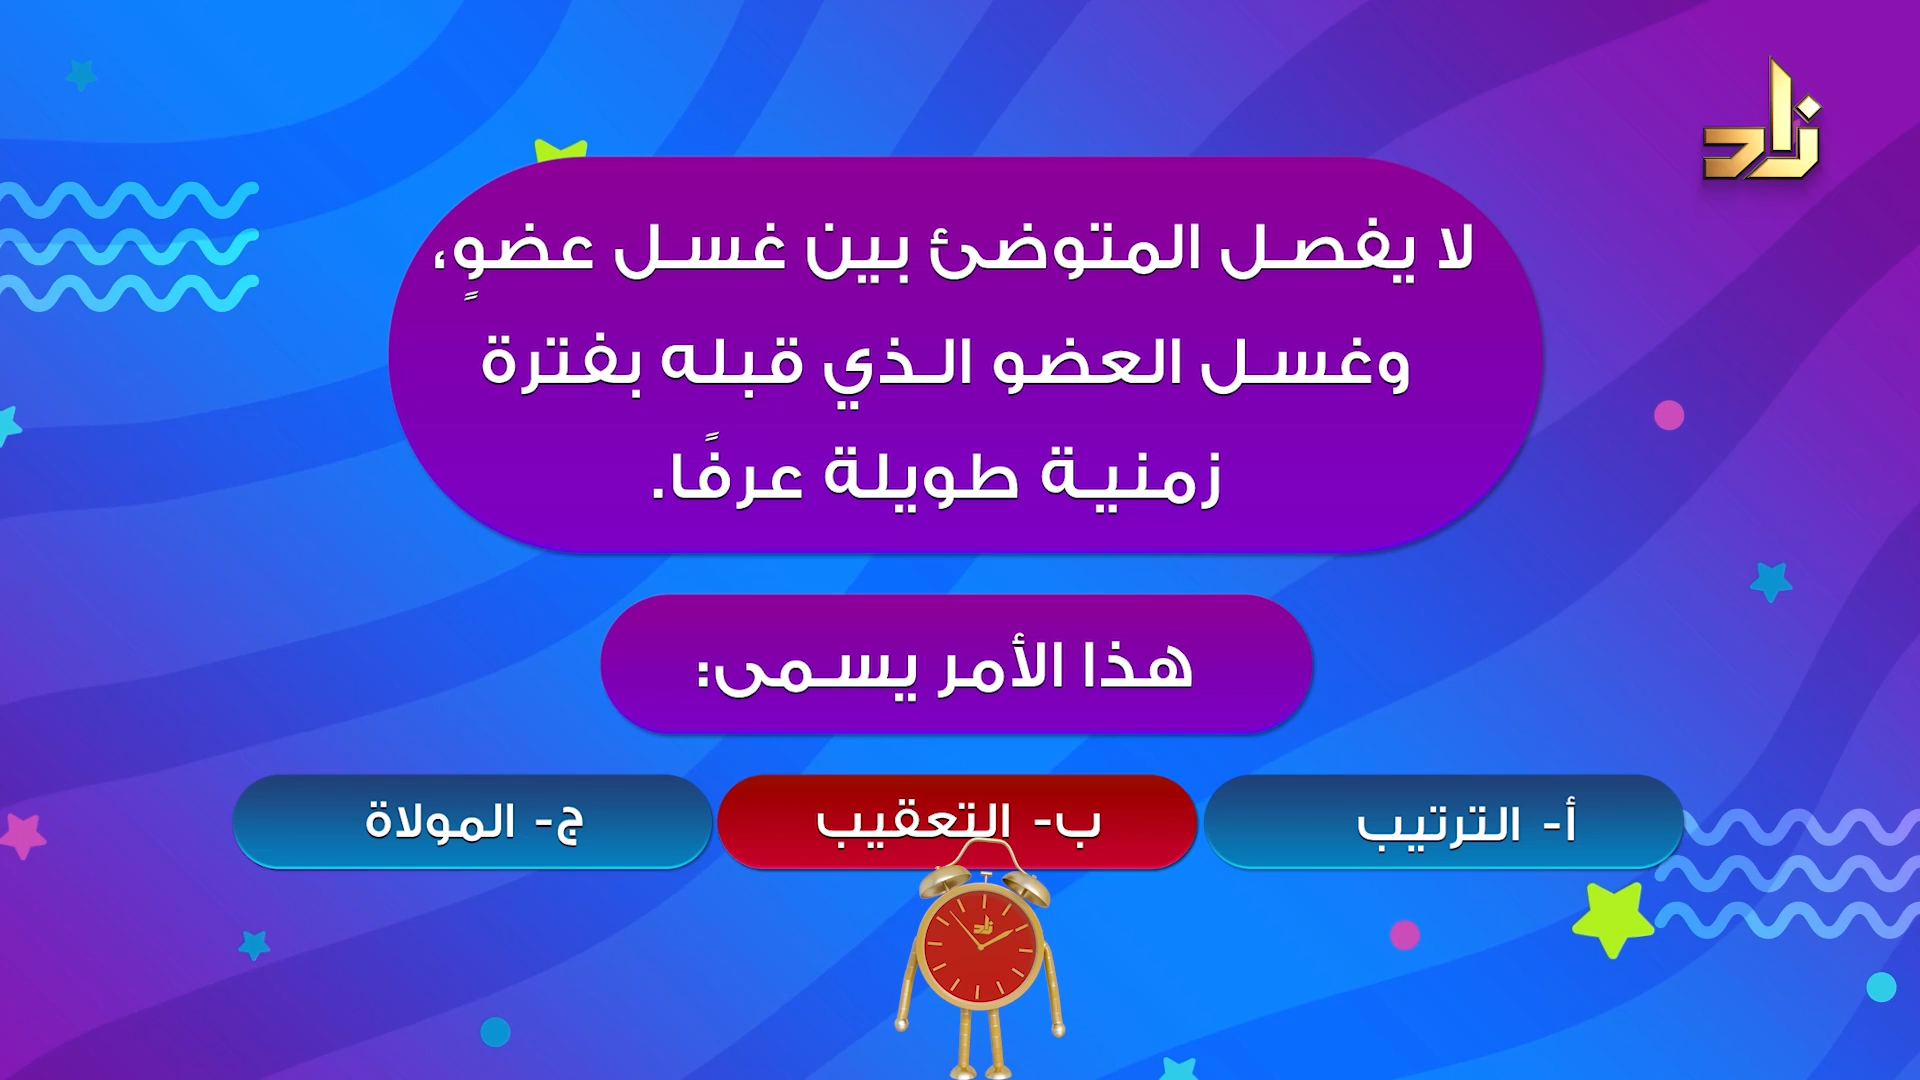 زاد
لا يفصل المتوضئ بين غسل عضوٍ،
وغسل العضو الذي قبله بفترة
زمنية طويلة عرفًا.
هذا الأمر يسمى:
أ- الترتيب
ب- التعقيب
ج- المولاة
زاد